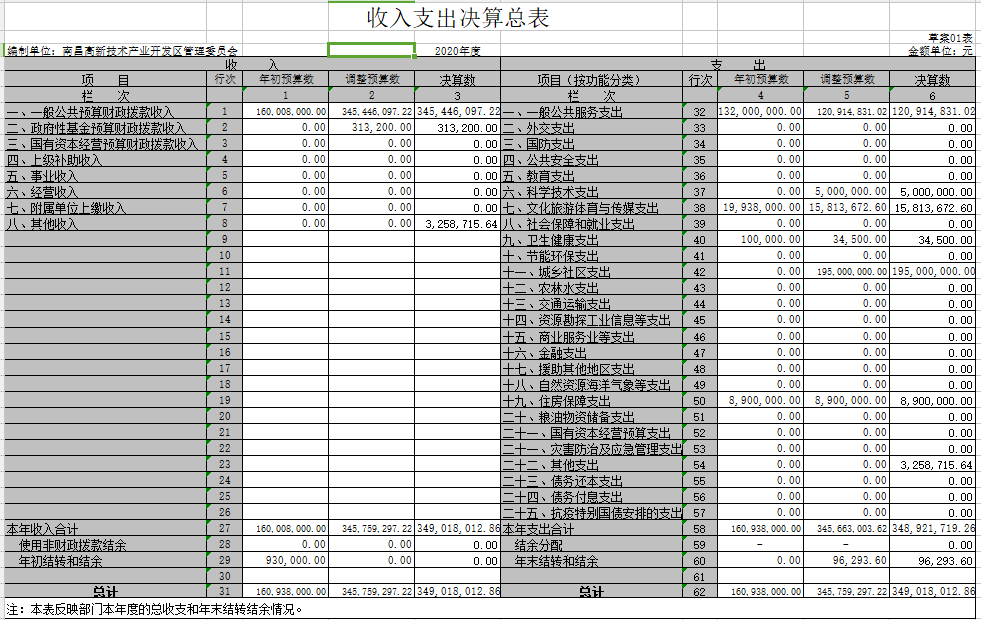 收入支出决算总表
草案01表
编制单位：南昌高新技术产业开发区管理委员会 2020年度 金额单位：元
收 入 支 出
项 目 行次 年初预算数 调整预算数 决算数 项目（按功能分类） 行次 年初预算数 调整预算数 决算数
栏 次 1 2 3 栏 次 4 5 6
一、一般公共预算财政拨款收入 1 160,008,000.00 345,446,097.22 345,446,097.22 一、一般公共服务支出 32 132,000,000.00 120,914,831.02 120,914,831.02
二、政府性基金预算财政拨款收入 2 0.00 313,200.00 313,200.00 二、外交支出 33 0.00 0.00 0.00
三、国有资本经营预算财政拨款收入 3 0.00 0.00 0.00 三、国防支出 34 0.00 0.00 0.00
四、上级补助收入 4 0.00 0.00 0.00 四、公共安全支出 35 0.00 0.00 0.00
五、事业收入 5 0.00 0.00 0.00 五、教育支出 36 0.00 0.00 0.00
六、经营收入 6 0.00 0.00 0.00 六、科学技术支出 37 0.00 5,000,000.00 5,000,000.00
七、附属单位上缴收入 7 0.00 0.00 0.00 七、文化旅游体育与传媒支出 38 19,938,000.00 15,813,672.60 15,813,672.60
八、其他收入 8 0.00 0.00 3,258,715.64 八、社会保障和就业支出 39 0.00 0.00 0.00
9 九、卫生健康支出 40 100,000.00 34,500.00 34,500.00
10 十、节能环保支出 41 0.00 0.00 0.00
11 十一、城乡社区支出 42 0.00 195,000,000.00 195,000,000.00
12 十二、农林水支出 43 0.00 0.00 0.00
13 十三、交通运输支出 44 0.00 0.00 0.00
14 十四、资源勘探工业信息等支出 45 0.00 0.00 0.00
15 十五、商业服务业等支出 46 0.00 0.00 0.00
16 十六、金融支出 47 0.00 0.00 0.00
17 十七、援助其他地区支出 48 0.00 0.00 0.00
18 十八、自然资源海洋气象等支出 49 0.00 0.00 0.00
19 十九、住房保障支出 50 8,900,000.00 8,900,000.00 8,900,000.00
20 二十、粮油物资储备支出 51 0.00 0.00 0.00
21 二十一、国有资本经营预算支出 52 0.00 0.00 0.00
22 二十一、灾害防治及应急管理支出 53 0.00 0.00 0.00
23 二十二、其他支出 54 0.00 0.00 3,258,715.64
24 二十三、债务还本支出 55 0.00 0.00 0.00
25 二十四、债务付息支出 56 0.00 0.00 0.00
26 二十五、抗疫特别国债安排的支出 57 0.00 0.00 0.00
本年收入合计 27 160,008,000.00 345,759,297.22 349,018,012.86 本年支出合计 58 160,938,000.00 345,663,003.62 348,921,719.26
使用非财政拨款结余 28 0.00 0.00 0.00 结余分配 59 － － 0.00
年初结转和结余 29 930,000.00 0.00 0.00 年末结转和结余 60 0.00 96,293.60 96,293.60
30 61
总计 31 160,938,000.00 345,759,297.22 349,018,012.86 总计 62 160,938,000.00 345,759,297.22 349,018,012.86
注：本表反映部门本年度的总收支和年末结转结余情况。